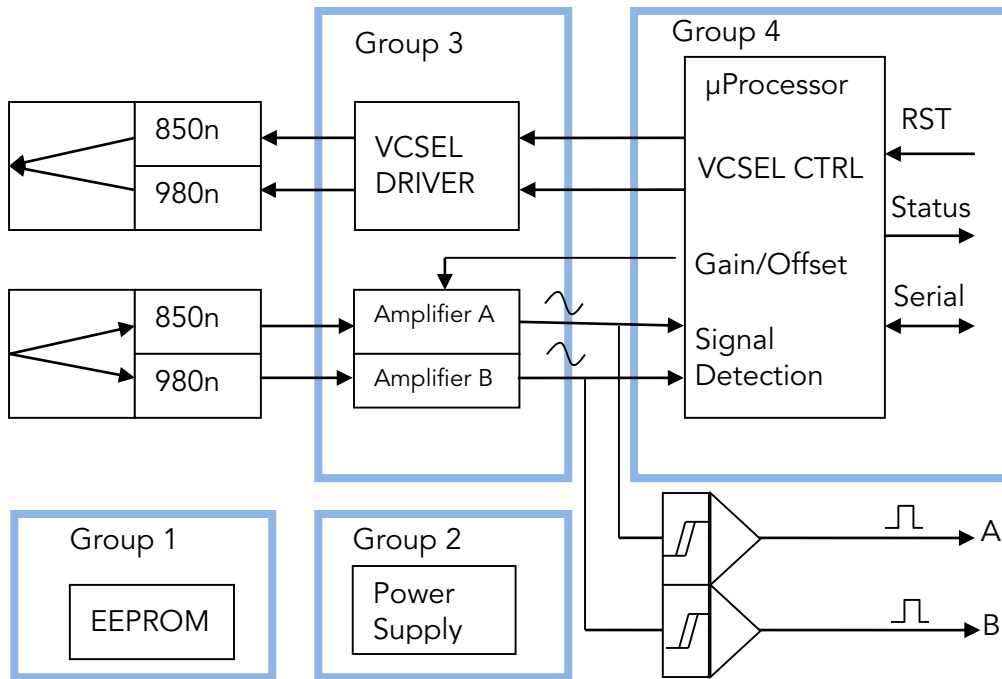 Group 3
Group 4
µProcessor
850n
980n
VCSEL
DRIVER
VCSEL CTRL
RST
Status
Gain/Offset
Serial
850n
980n
Amplifier A
Amplifier B
Signal
Detection
Group 1
EEPROM
Group 2
Power
Supply
A
B